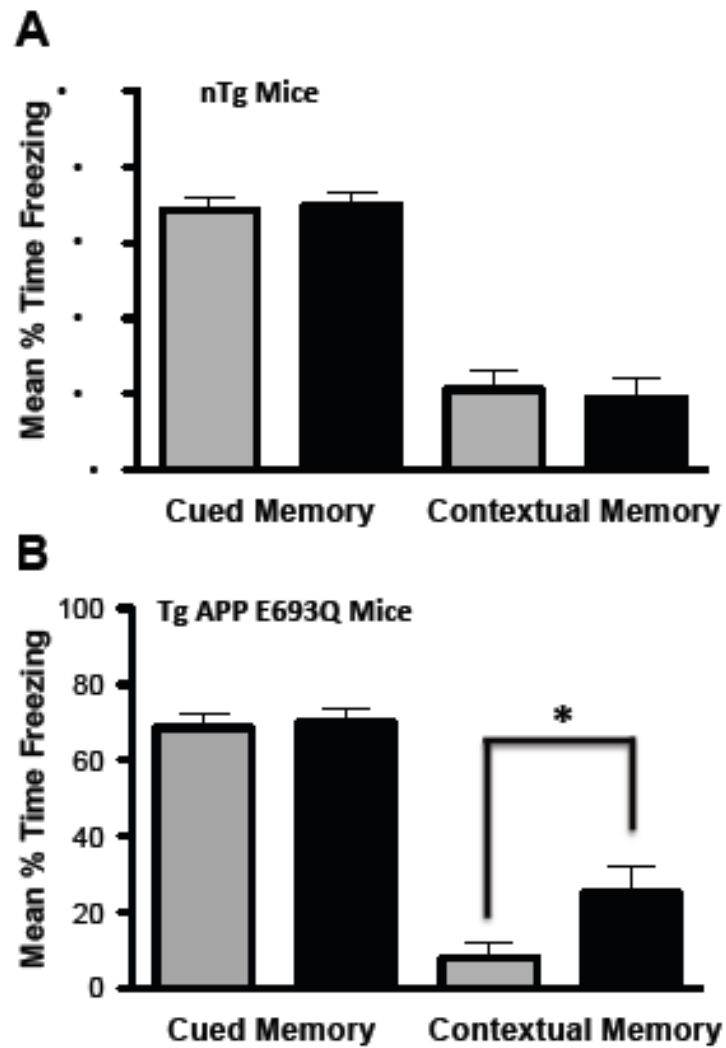 A
nTg Mice
Mean % Time Freezing
Cued Memory Contextual Memory
B
Tg APP E693Q Mice
Mean % Time Freezing
100
80
60
40
20
0
*
Cued Memory Contextual Memory